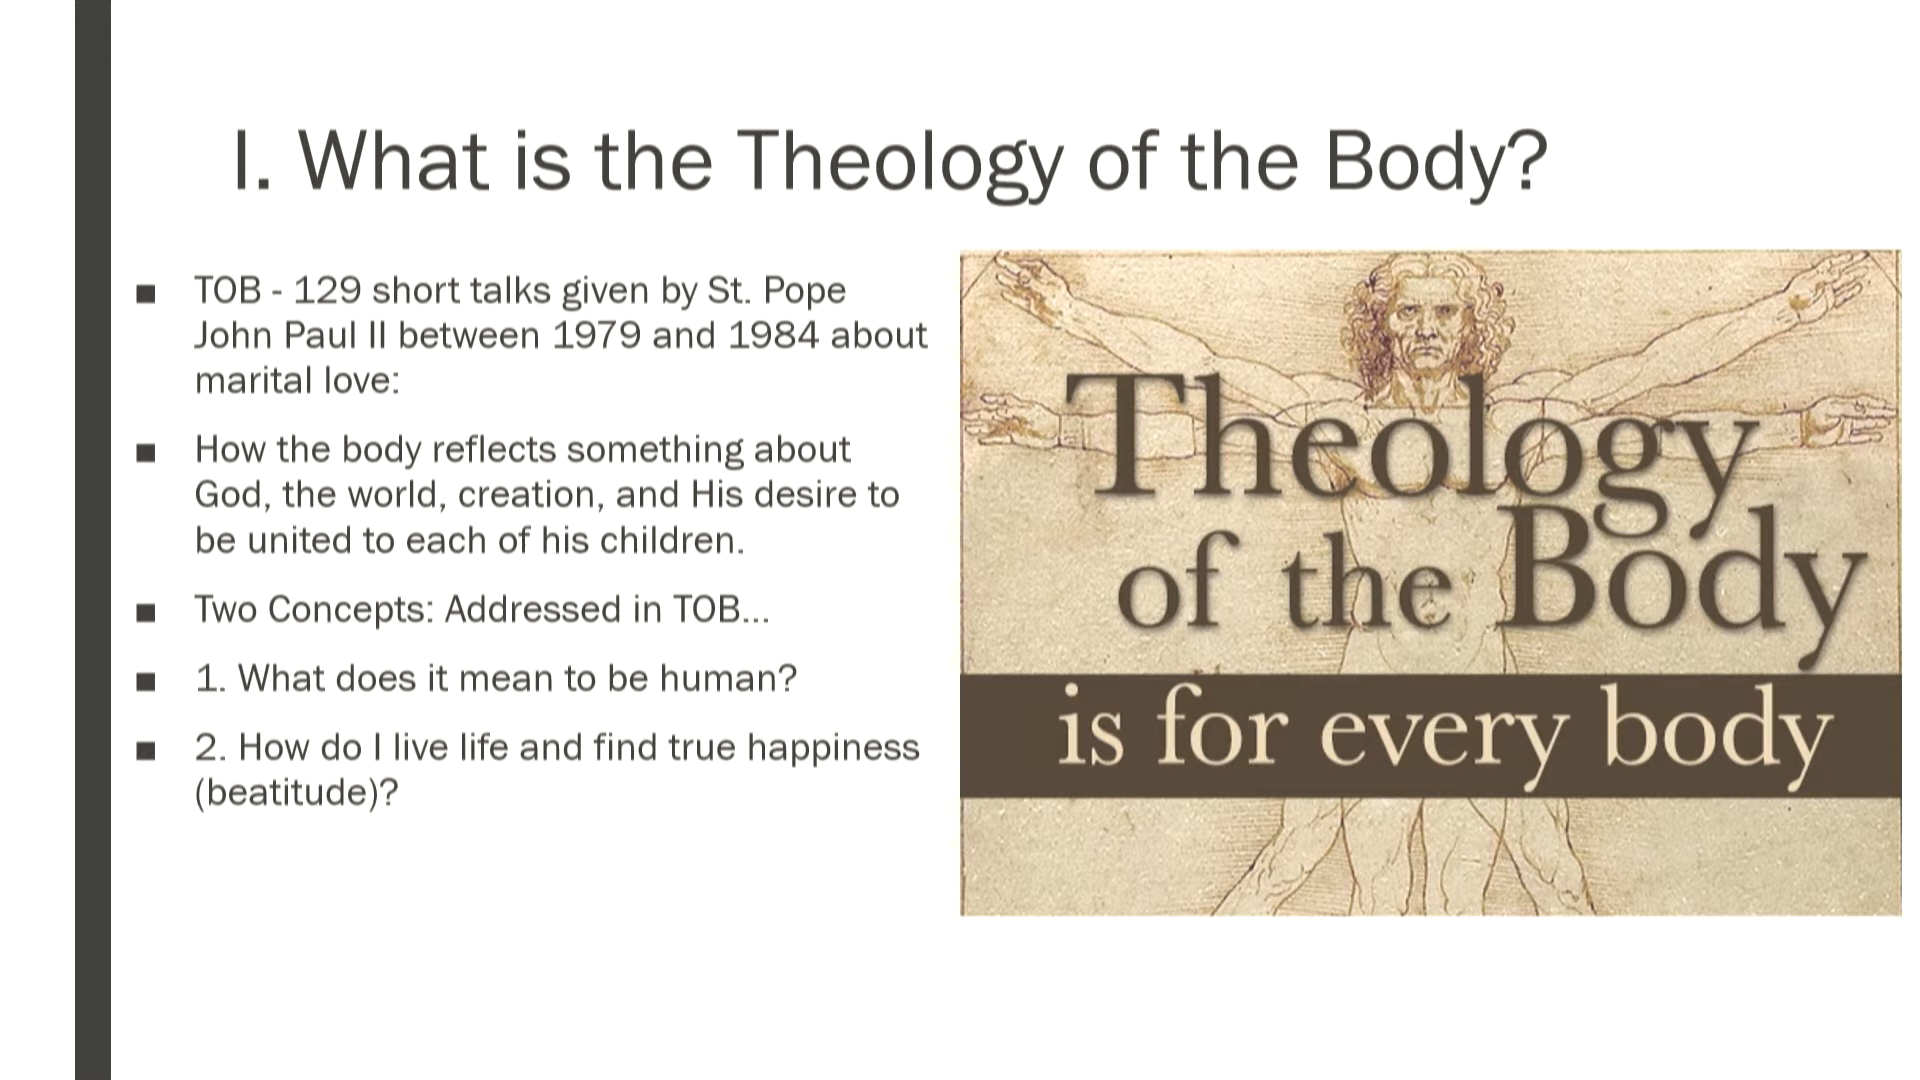 I. What is the Theology of the Body?
■ TOB - 129 short talks given by St. Pope
John Paul II between 1979 and 1984 about
marital love:
■ How the body reflects something about
God, the world, creation, and His desire to
be united to each of his children.
■ Two Concepts: Addressed in TOB...
■ 1. What does it mean to be human?
■ 2. How do I live life and find true happiness
(beatitude)?
Theology
of the Body
is for every body